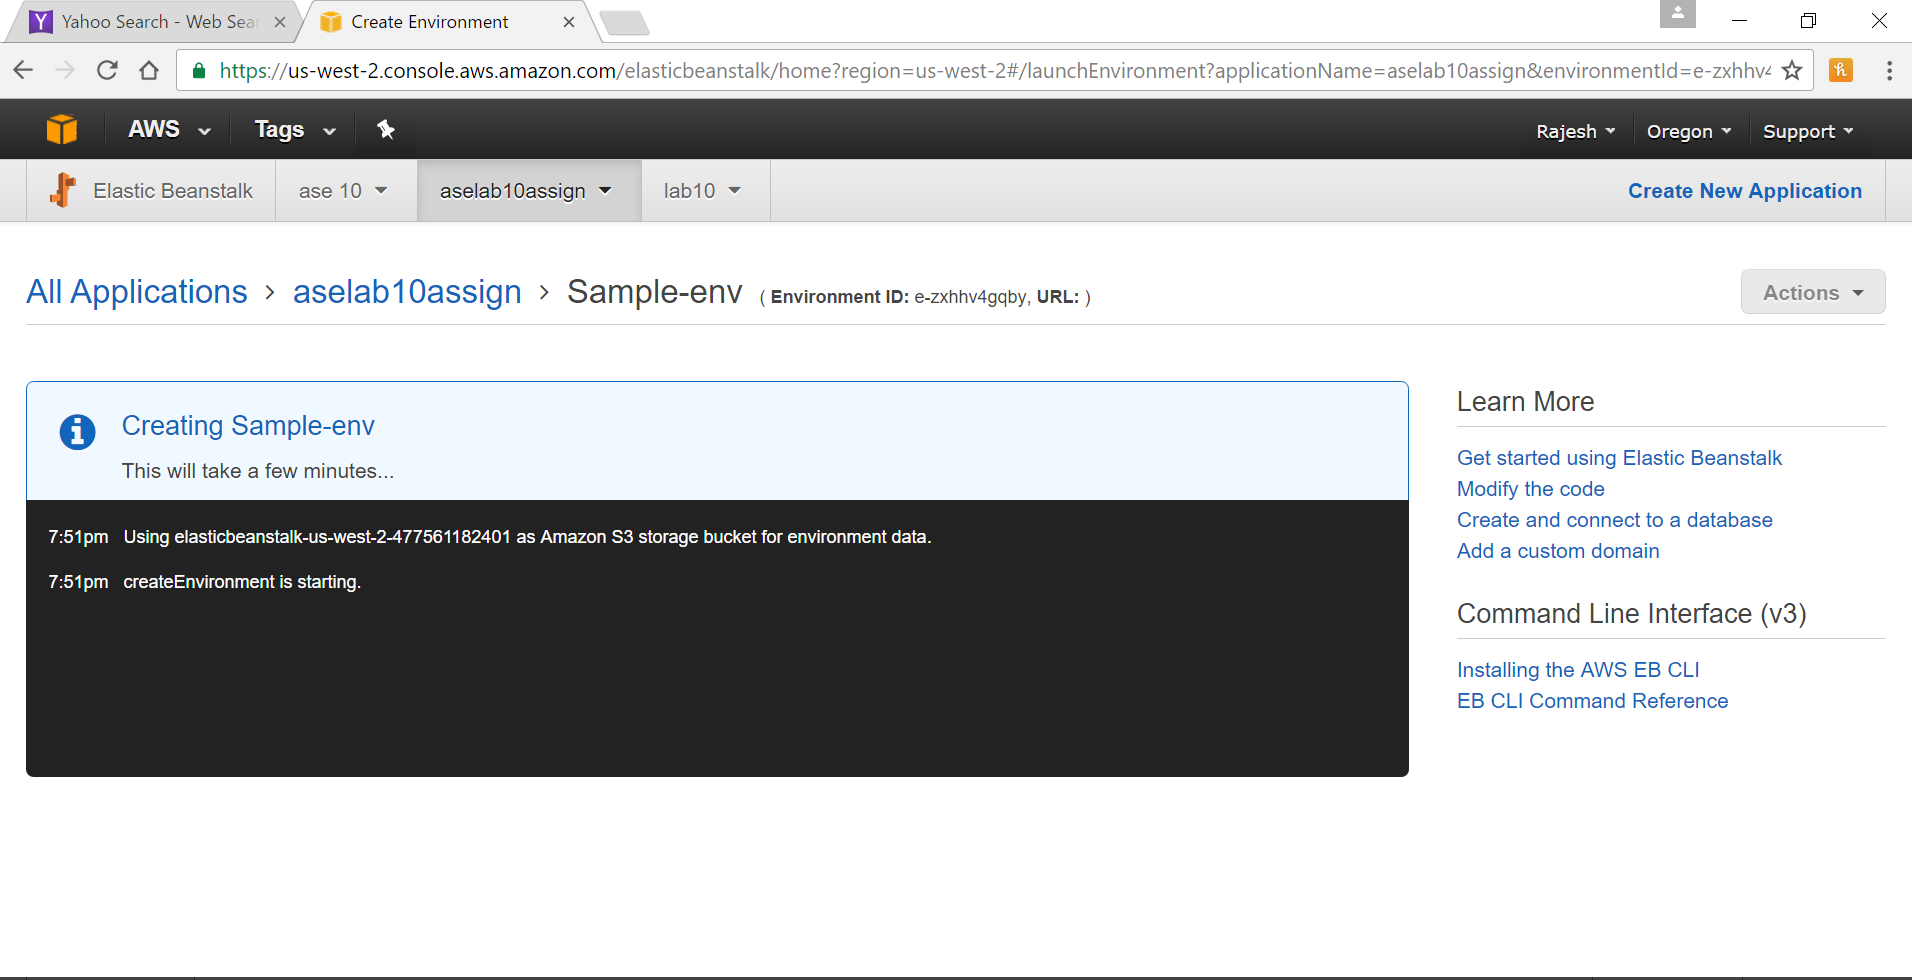 Yahoo Search - Web Sea
Create Environment
https://us-west-2.console.aws.amazon.com/elasticbeanstalk/home?region=us-west-2#/launchEnvironment?applicationName=aselab10assign&environmentId=e-zxhhv4
AWS Tags Rajesh Oregon Support
Elastic Beanstalk ase 10 aselab10assign lab10 Create New Application
All Applications > aselab10assign > Sample-env ( Environment ID: e-zxhhv4gqby, URL: ) Actions
Creating Sample-env
This will take a few minutes...
7:51pm Using elasticbeanstalk-us-west-2-477561182401 as Amazon S3 storage bucket for environment data.
7:51pm createEnvironment is starting.
Learn More
Get started using Elastic Beanstalk
Modify the code
Create and connect to a database
Add a custom domain
Command Line Interface (v3)
Installing the AWS EB CLI
EB CLI Command Reference